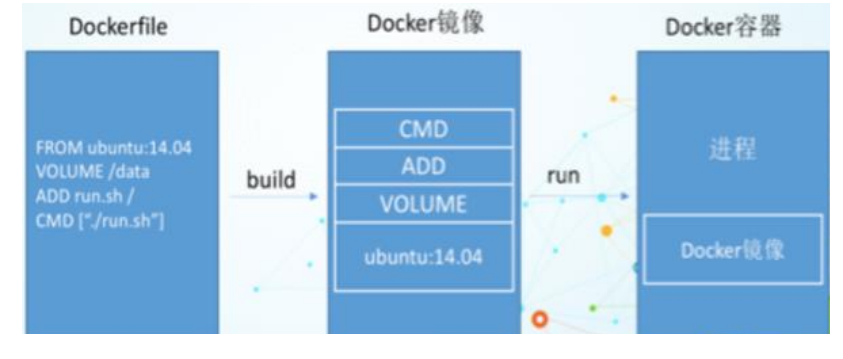 Dockerfile
FROM ubuntu:14.04
VOLUME /data
ADD run.sh /
CMD ["./run.sh"]
build
Docker镜像
CMD
ADD
VOLUME
ubuntu:14.04
run
Docker容器
进程
Docker镜像